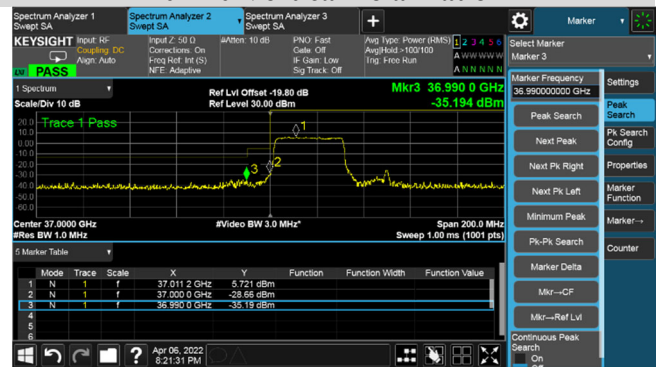 Spectrum Analyzer 1
Swept SA
Spectrum Analyzer 2
Swept SA
Spectrum Analyzer 3
Swept SA
Marker
KEYSIGHT
Input: RF
Coupling: DC
Align: Auto
Input Z: 50 Ω
Corrections: On
Freq Ref: Int (S)
NFE: Adaptive
#Atten: 10 dB
PNO: Fast
Gate: Off
IF Gain: Low
Sig Track: Off
Avg Type: Power (RMS)
Avg|Hold:>100/100
Trig: Free Run
1 2 3 4 5 6
A W W W W W
A N N N N N
LXI
PASS
Select Marker
Marker 3
1 Spectrum
Scale/Div 10 dB
Ref Lvl Offset -19.80 dB
Ref Level 30.00 dBm
Mkr3 36.990 0 GHz
-35.194 dBm
Trace 1 Pass
20.0
10.0
0.00
-10.0
-20.0
-30.0
-40.0
-50.0
-60.0
1
2
3
Center 37.0000 GHz
#Res BW 1.0 MHz
#Video BW 3.0 MHz*
Span 200.0 MHz
Sweep 1.00 ms (1001 pts)
5 Marker Table
Mode Trace Scale X Y Function Function Width Function Value
1 N 1 f 37.011 2 GHz 5.721 dBm
2 N 1 f 37.000 0 GHz -28.66 dBm
3 N 1 f 36.990 0 GHz -35.19 dBm
4
5
6
Marker Frequency
36.990000000 GHz
Peak Search
Next Peak
Next Pk Right
Next Pk Left
Minimum Peak
Pk-Pk Search
Marker Delta
Mkr→CF
Mkr→Ref Lvl
Continuous Peak
Search
On
Off
Settings
Peak
Search
Pk Search
Config
Properties
Marker
Function
Marker→
Counter
?
Apr 06, 2022
8:21:31 PM